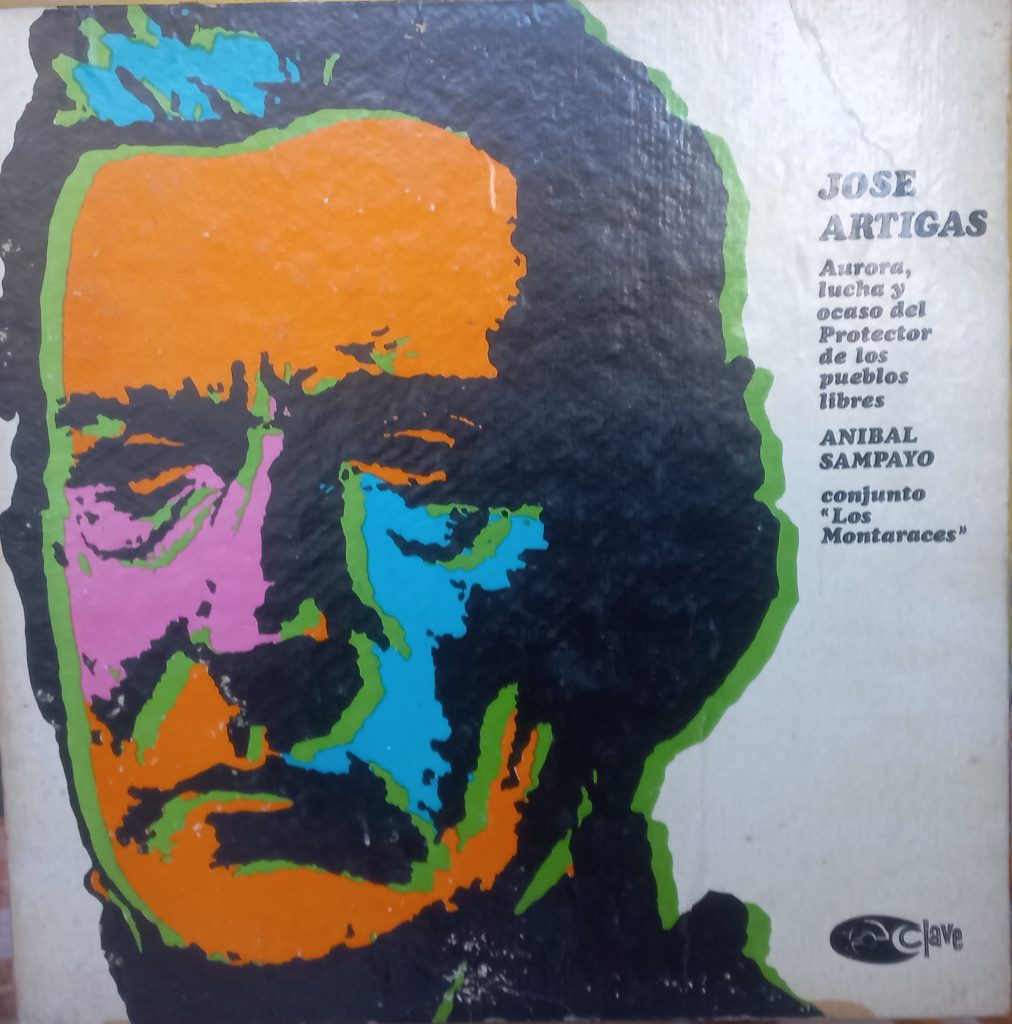 JOSE
ARTIGAS
Aurora,
lucha y
ocaso del
Protector
de los
pueblos
libres
ANIBAL
SAMPAYO
conjunto
"Los
Montaraces"
clave